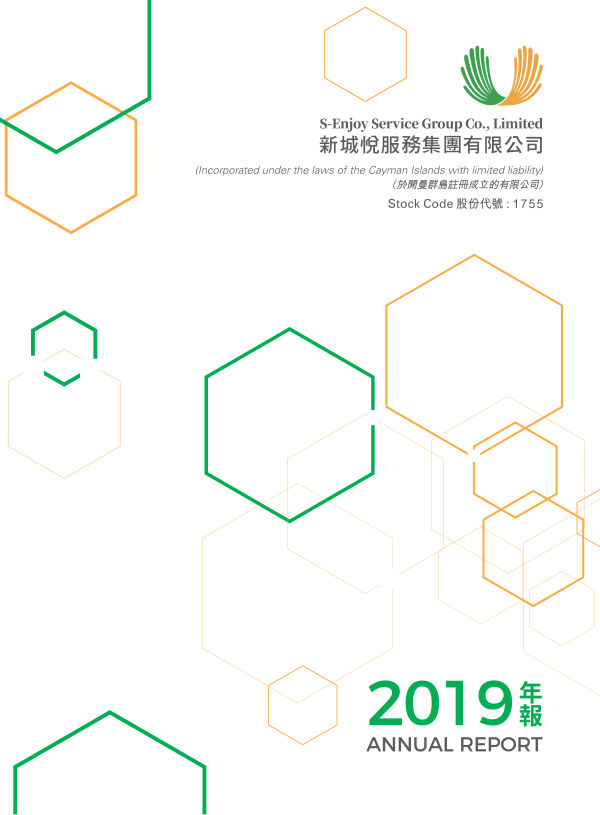 S-Enjoy Service Group Co., Limited
新城悅服務集團有限公司
(Incorporated under the laws of the Cayman Islands with limited liability)
（於開曼群島註冊成立的有限公司）
Stock Code 股份代號 : 1755
2019 年報
ANNUAL REPORT